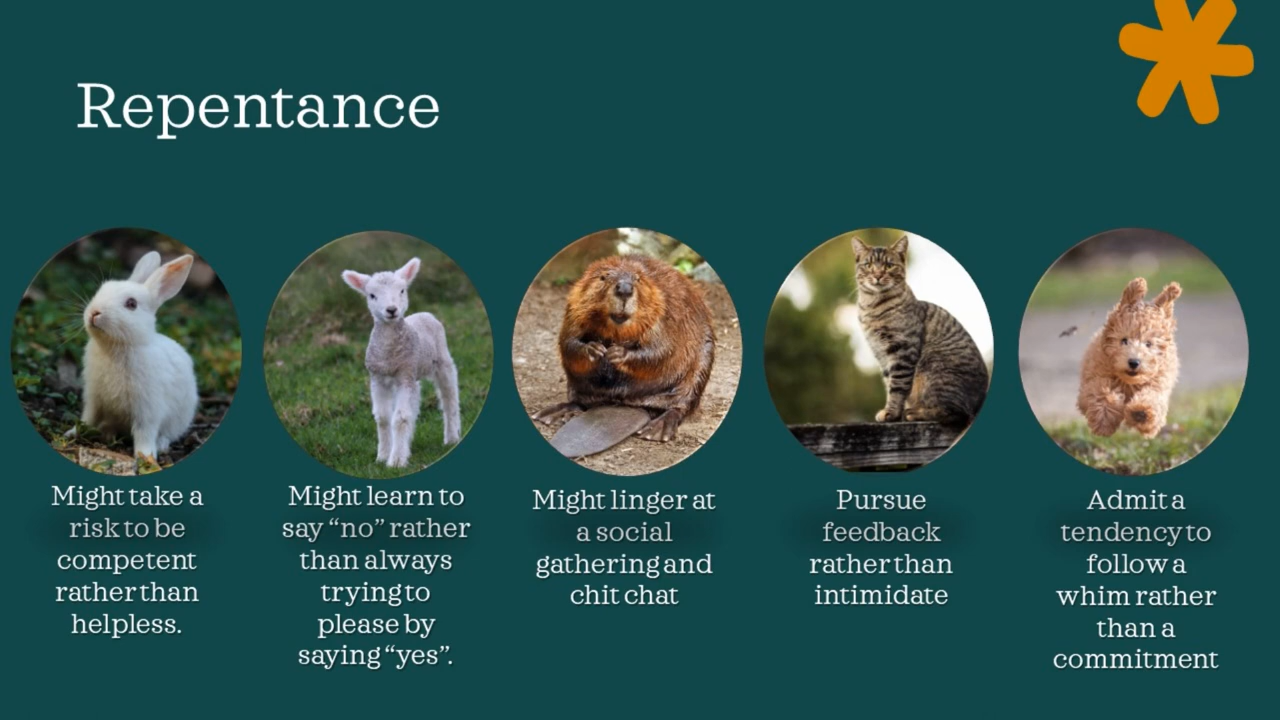 Repentance
Might take a
risk to be
competent
rather than
helpless.
Might learn to
say “no” rather
than always
trying to
please by
saying “yes”.
Might linger at
a social
gathering and
chit chat
Pursue
feedback
rather than
intimidate
Admit a
tendency to
follow a
whim rather
than a
commitment